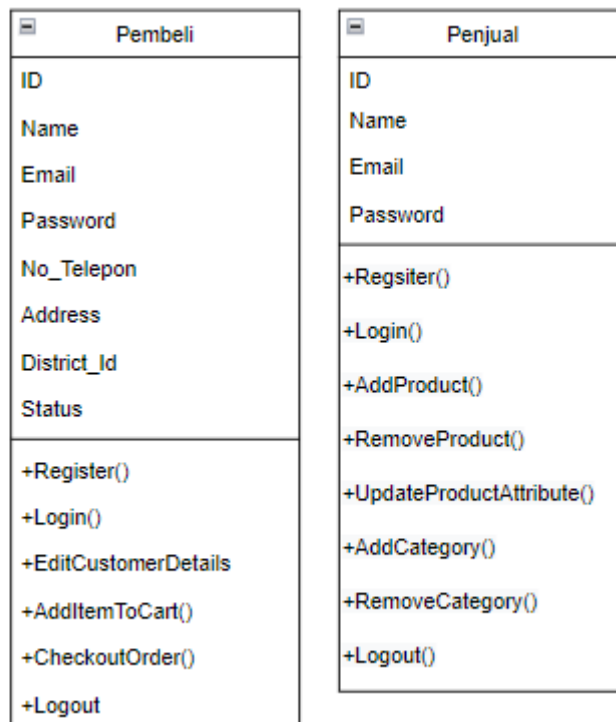 Pembeli
ID
Name
Email
Password
No_Telepon
Address
District_Id
Status
+Register()
+Login()
+EditCustomerDetails
+AddItemToCart()
+CheckoutOrder()
+Logout
Penjual
ID
Name
Email
Password
+Regsiter()
+Login()
+AddProduct()
+RemoveProduct()
+UpdateProductAttribute()
+AddCategory()
+RemoveCategory()
+Logout()